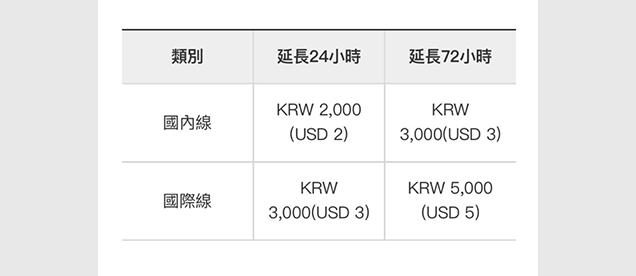 類別 延長24小時 延長72小時
國內線 KRW 2,000 (USD 2) KRW 3,000(USD 3)
國際線 KRW 3,000(USD 3) KRW 5,000 (USD 5)